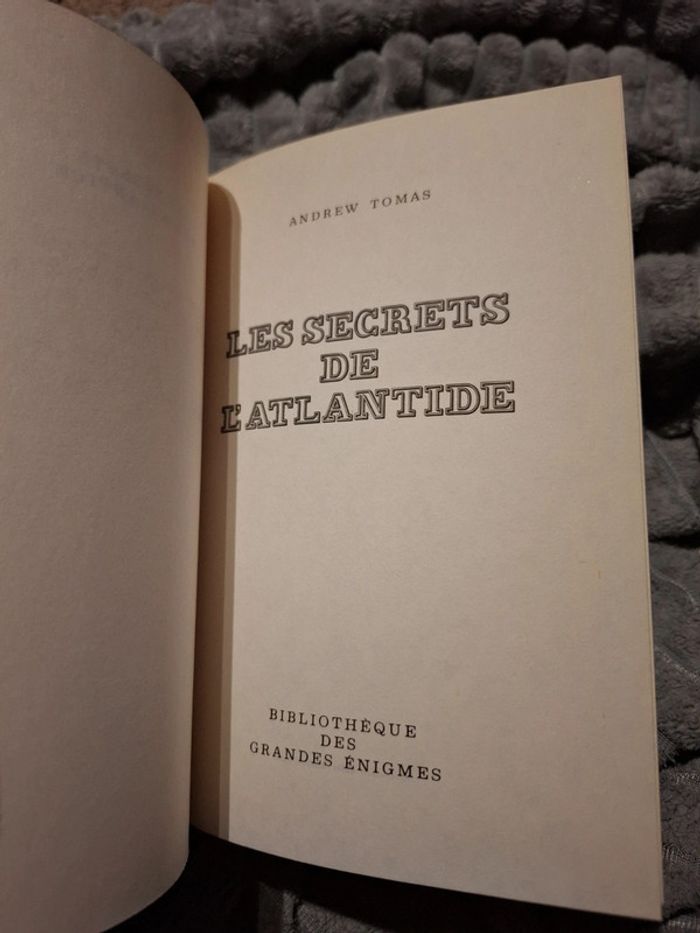 ANDREW TOMAS
LES SECRETS
DE
L'ATLANTIDE
BIBLIOTHÈQUE
DES
GRANDES ÉNIGMES